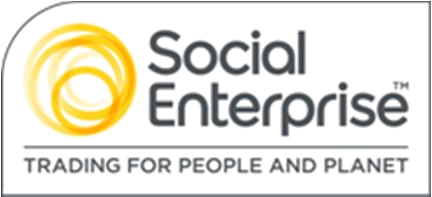 Social
Enterprise™
TRADING FOR PEOPLE AND PLANET